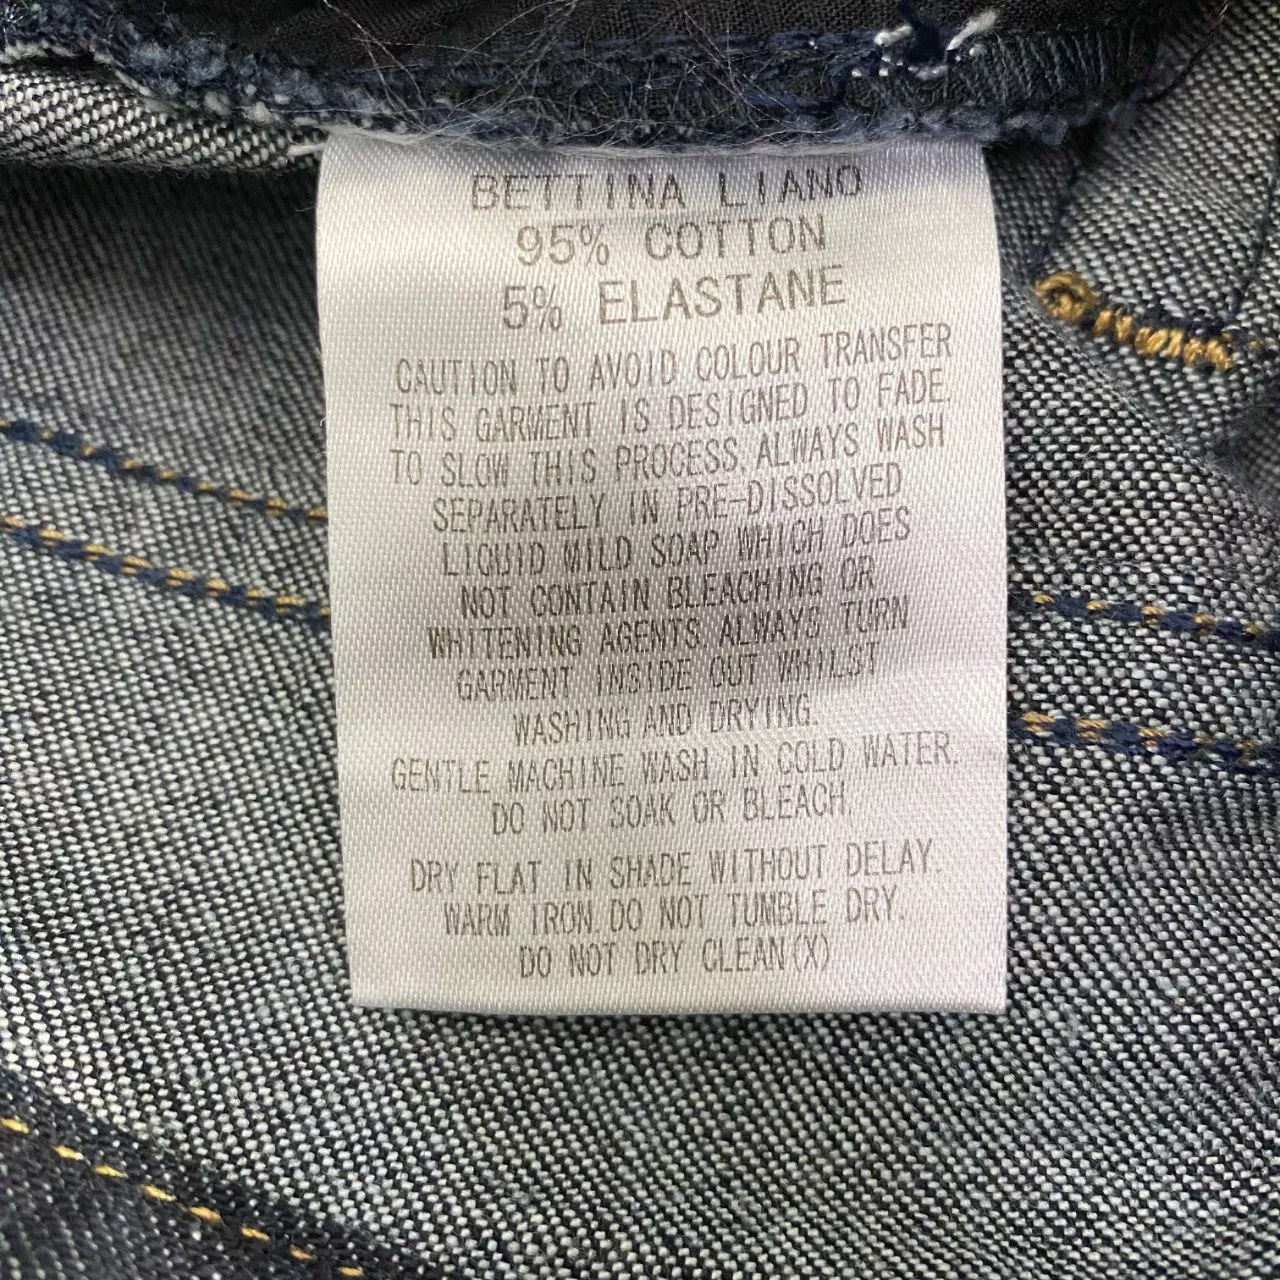 BETTINA LIANO
95% COTTON
5% ELASTANE
CAUTION TO AVOID COLOUR TRANSFER
THIS GARMENT IS DESIGNED TO FADE.
TO SLOW THIS PROCESS, ALWAYS WASH
SEPARATELY IN PRE-DISSOLVED
LIQUID MILD SOAP WHICH DOES
NOT CONTAIN BLEACHING OR
WHITENING AGENTS. ALWAYS TURN
GARMENT INSIDE OUT WHILST
WASHING AND DRYING.
GENTLE MACHINE WASH IN COLD WATER.
DO NOT SOAK OR BLEACH.
DRY FLAT IN SHADE WITHOUT DELAY.
WARM IRON. DO NOT TUMBLE DRY.
DO NOT DRY CLEAN(X)